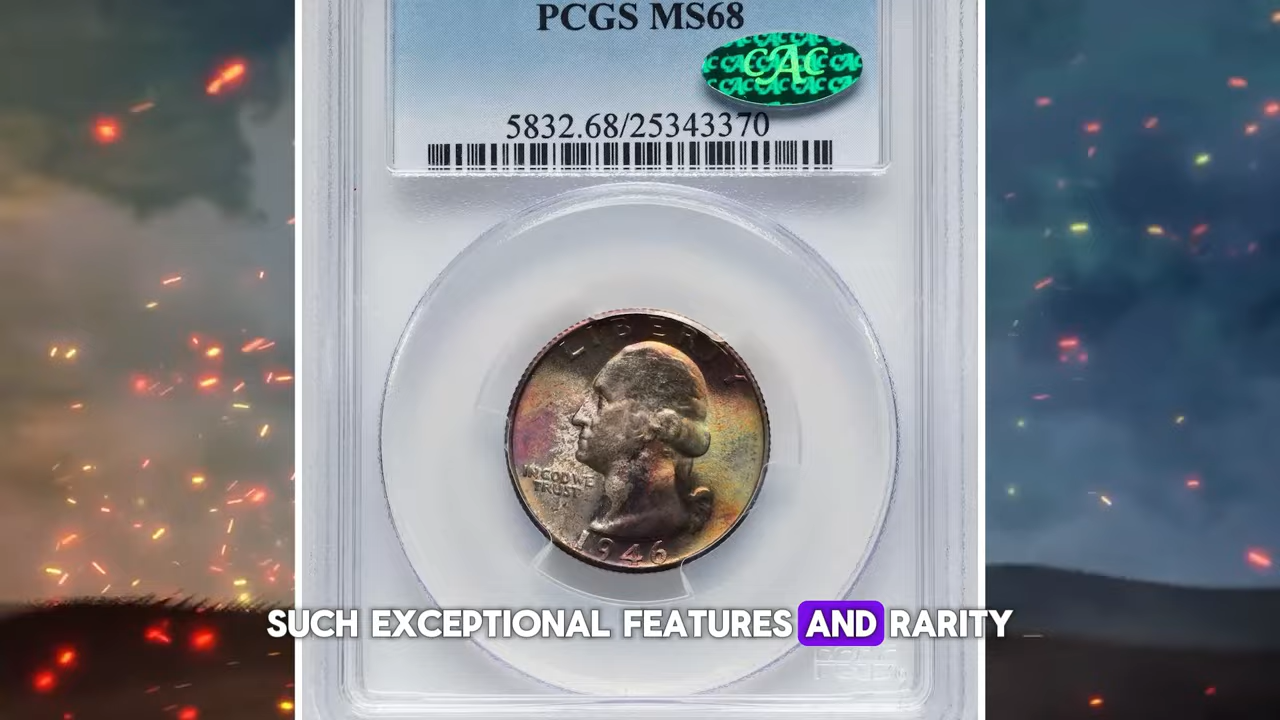 PCGS MS68
CAC
5832.68/25343370
LIBERTY
IN GOD WE
TRUST
1946
SUCH EXCEPTIONAL FEATURES AND RARITY